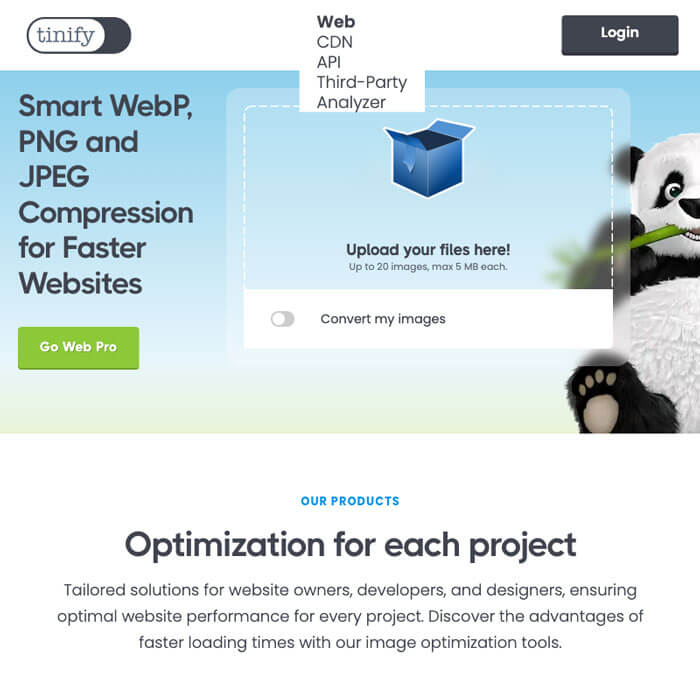 tinify
Web
CDN
API
Third-Party
Analyzer
Login
Smart WebP,
PNG and
JPEG
Compression
for Faster
Websites
Go Web Pro
Upload your files here!
Up to 20 images, max 5 MB each.
Convert my images
OUR PRODUCTS
Optimization for each project
Tailored solutions for website owners, developers, and designers, ensuring
optimal website performance for every project. Discover the advantages of
faster loading times with our image optimization tools.